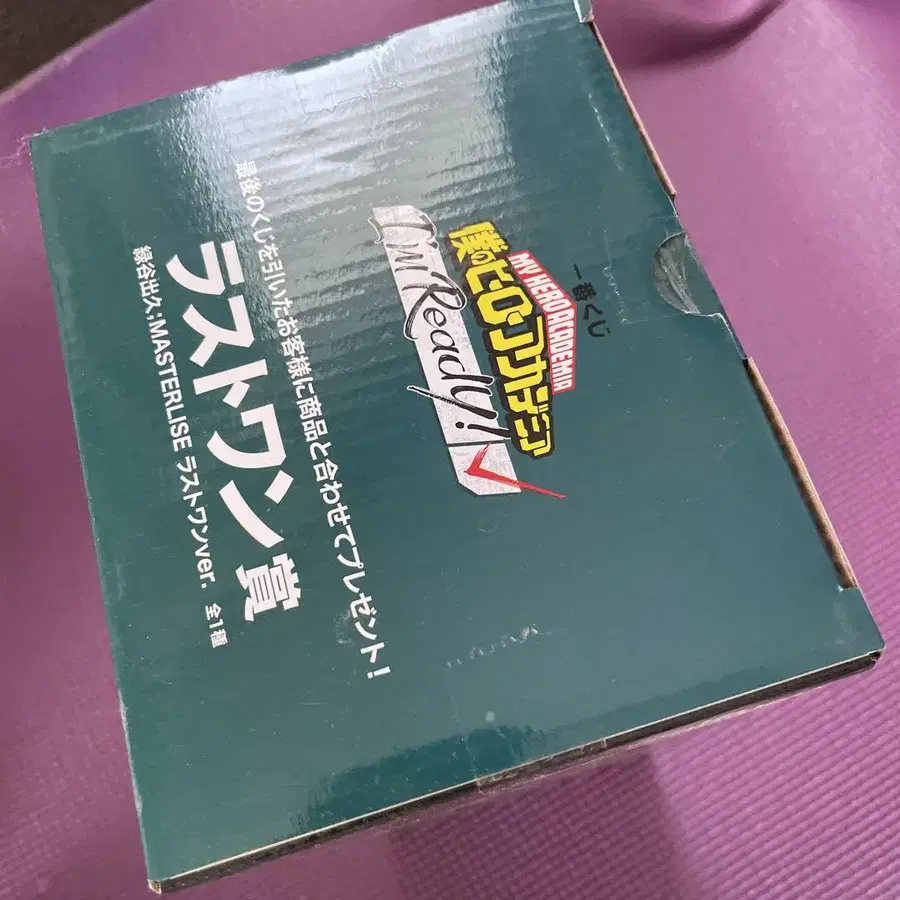 一番くじ
MY HERO ACADEMIA
僕のヒーローアカデミア
I'M Ready!
最後のくじを引いたお客様に商品と合わせてプレゼント!
ラストワン賞
緑谷出久;MASTERLISE ラストワンver. 全1種